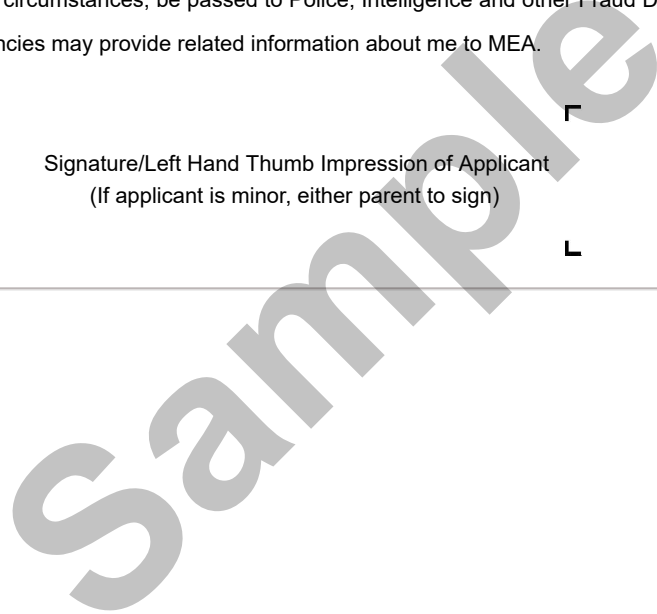 circumstances, be passed to Police, Intelligence and other Fraud D
ncies may provide related information about me to MEA.
Signature/Left Hand Thumb Impression of Applicant
(If applicant is minor, either parent to sign)
Sample